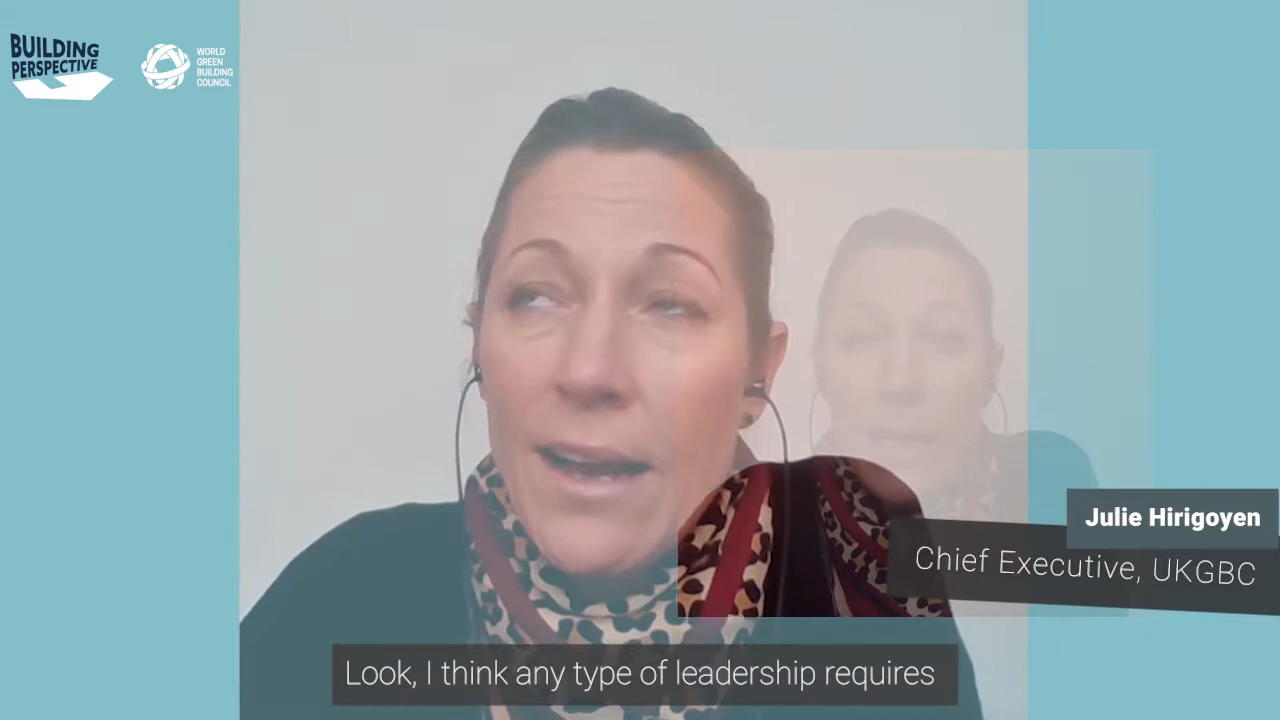 BUILDING
PERSPECTIVE
WORLD
GREEN
BUILDING
COUNCIL
Julie Hirigoyen
Chief Executive, UKGBC
Look, I think any type of leadership requires